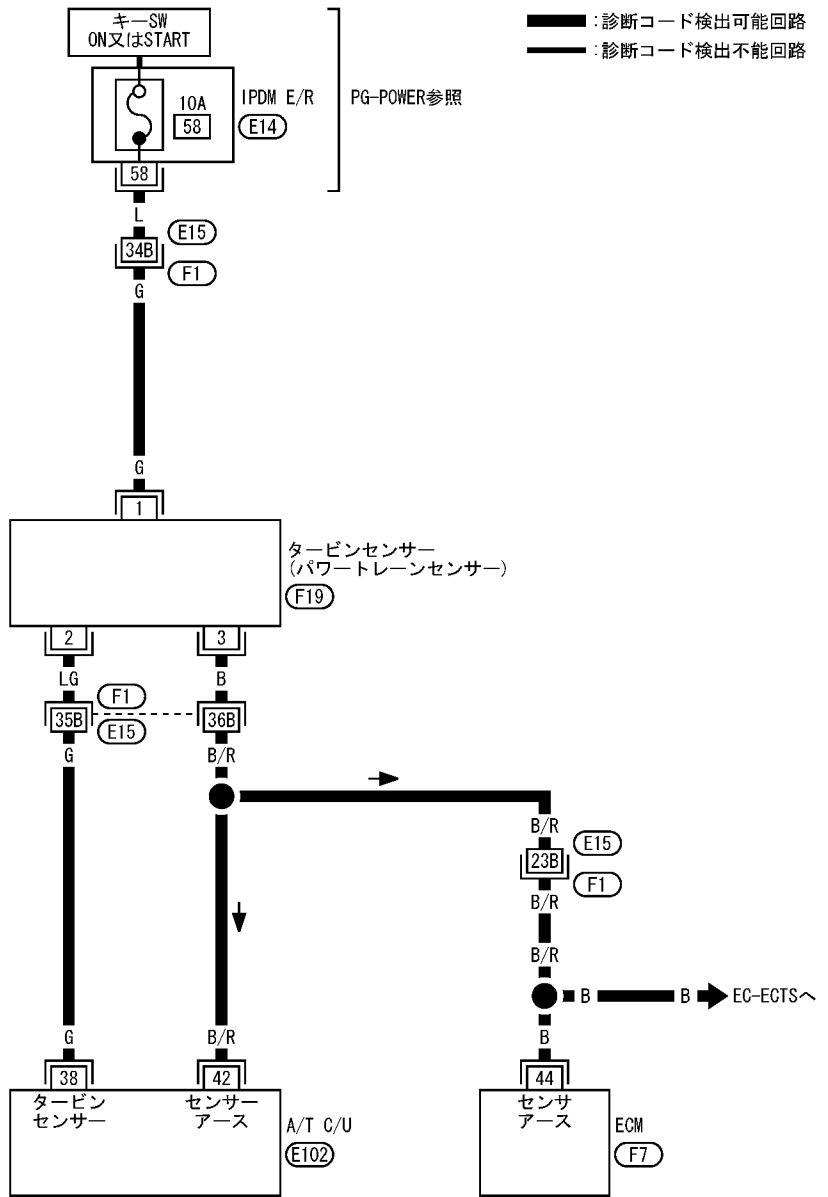 キーSW
ON又はSTART
:診断コード検出可能回路
:診断コード検出不能回路
10A
58
IPDM E/R
E14
PG-POWER参照
58
L
E15
34B
F1
G
G
1
タービンセンサー
(パワートレーンセンサー)
F19
2
3
LG
B
F1
35B
36B
E15
G
B/R
B/R
E15
23B
F1
B/R
B/R
B
B
EC-ECTSへ
G
B/R
B
38
42
44
タービン
センサー
センサー
アース
センサ
アース
A/T C/U
E102
ECM
F7